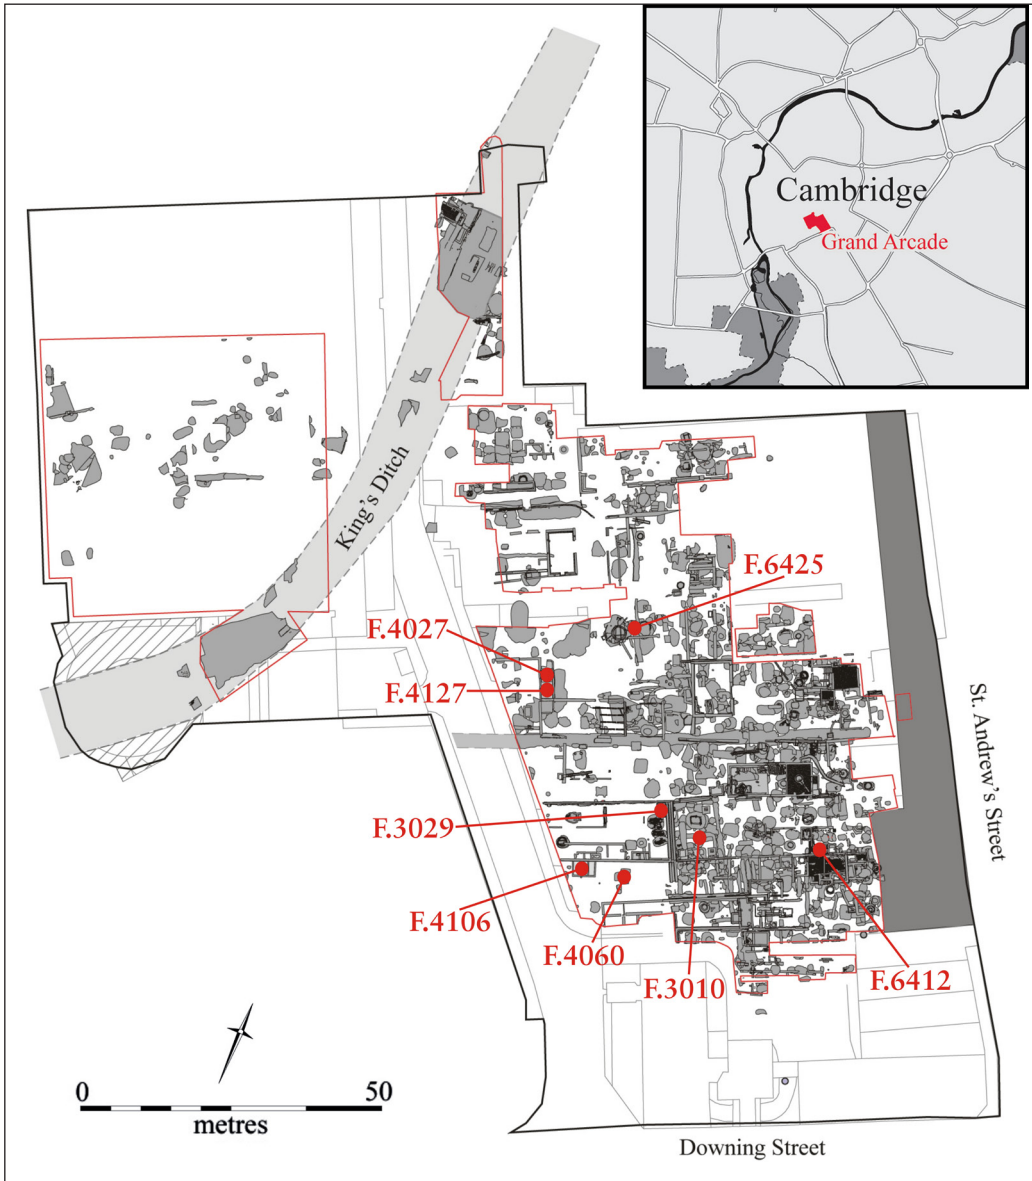 Cambridge
Grand Arcade
King's Ditch
F.6425
F.4027
F.4127
St. Andrew's Street
F.3029
F.4106
F.4060
F.3010
F.6412
0
50
metres
Downing Street